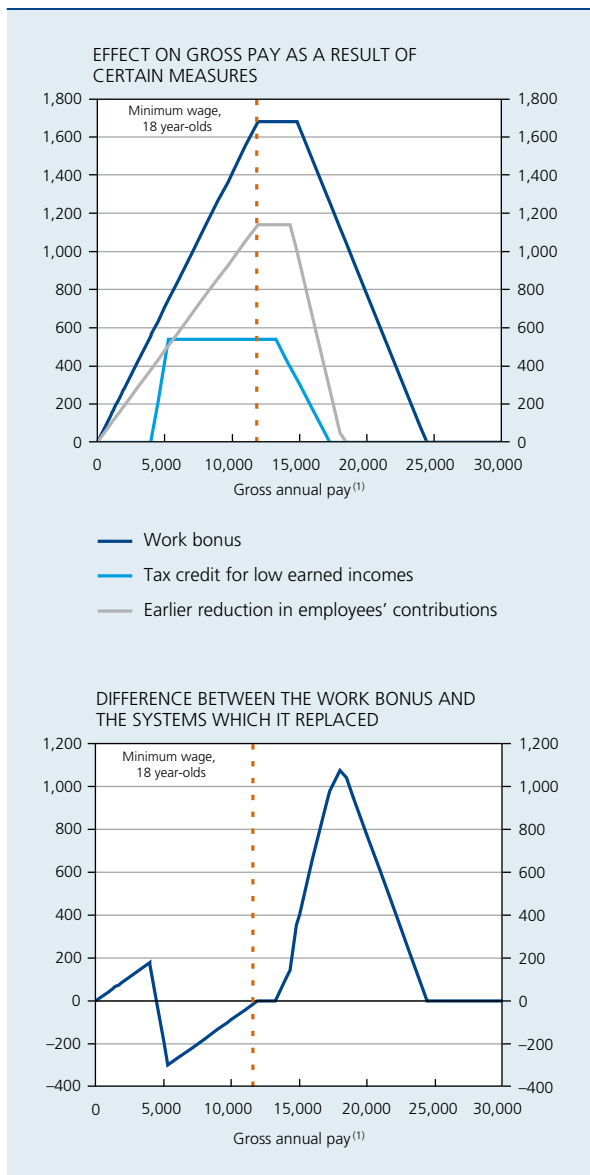 EFFECT ON GROSS PAY AS A RESULT OF
CERTAIN MEASURES
Minimum wage,
18 year-olds
1,800 1,800
1,600 1,600
1,400 1,400
1,200 1,200
1,000 1,000
800 800
600 600
400 400
200 200
0 0
0 5,000 10,000 15,000 20,000 25,000 30,000
Gross annual pay (1)
Work bonus
Tax credit for low earned incomes
Earlier reduction in employees’ contributions
DIFFERENCE BETWEEN THE WORK BONUS AND
THE SYSTEMS WHICH IT REPLACED
Minimum wage,
18 year-olds
1,200 1,200
1,000 1,000
800 800
600 600
400 400
200 200
0 0
–200 –200
–400 –400
0 5,000 10,000 15,000 20,000 25,000 30,000
Gross annual pay (1)